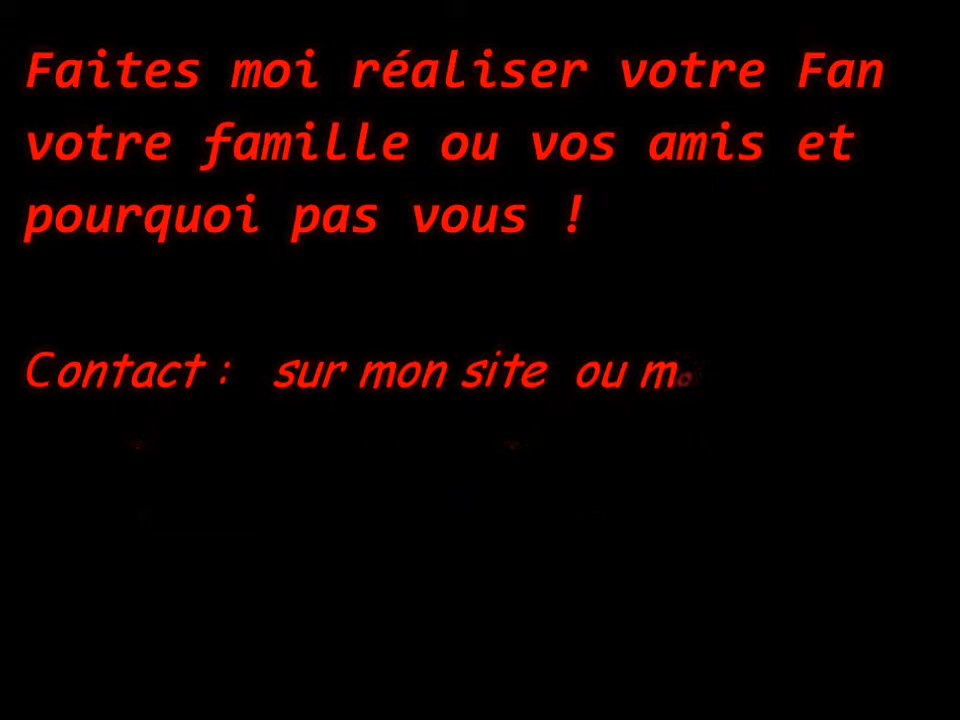 Faites moi réaliser votre Fan
votre famille ou vos amis et
pourquoi pas vous !
Contact : sur mon site ou m